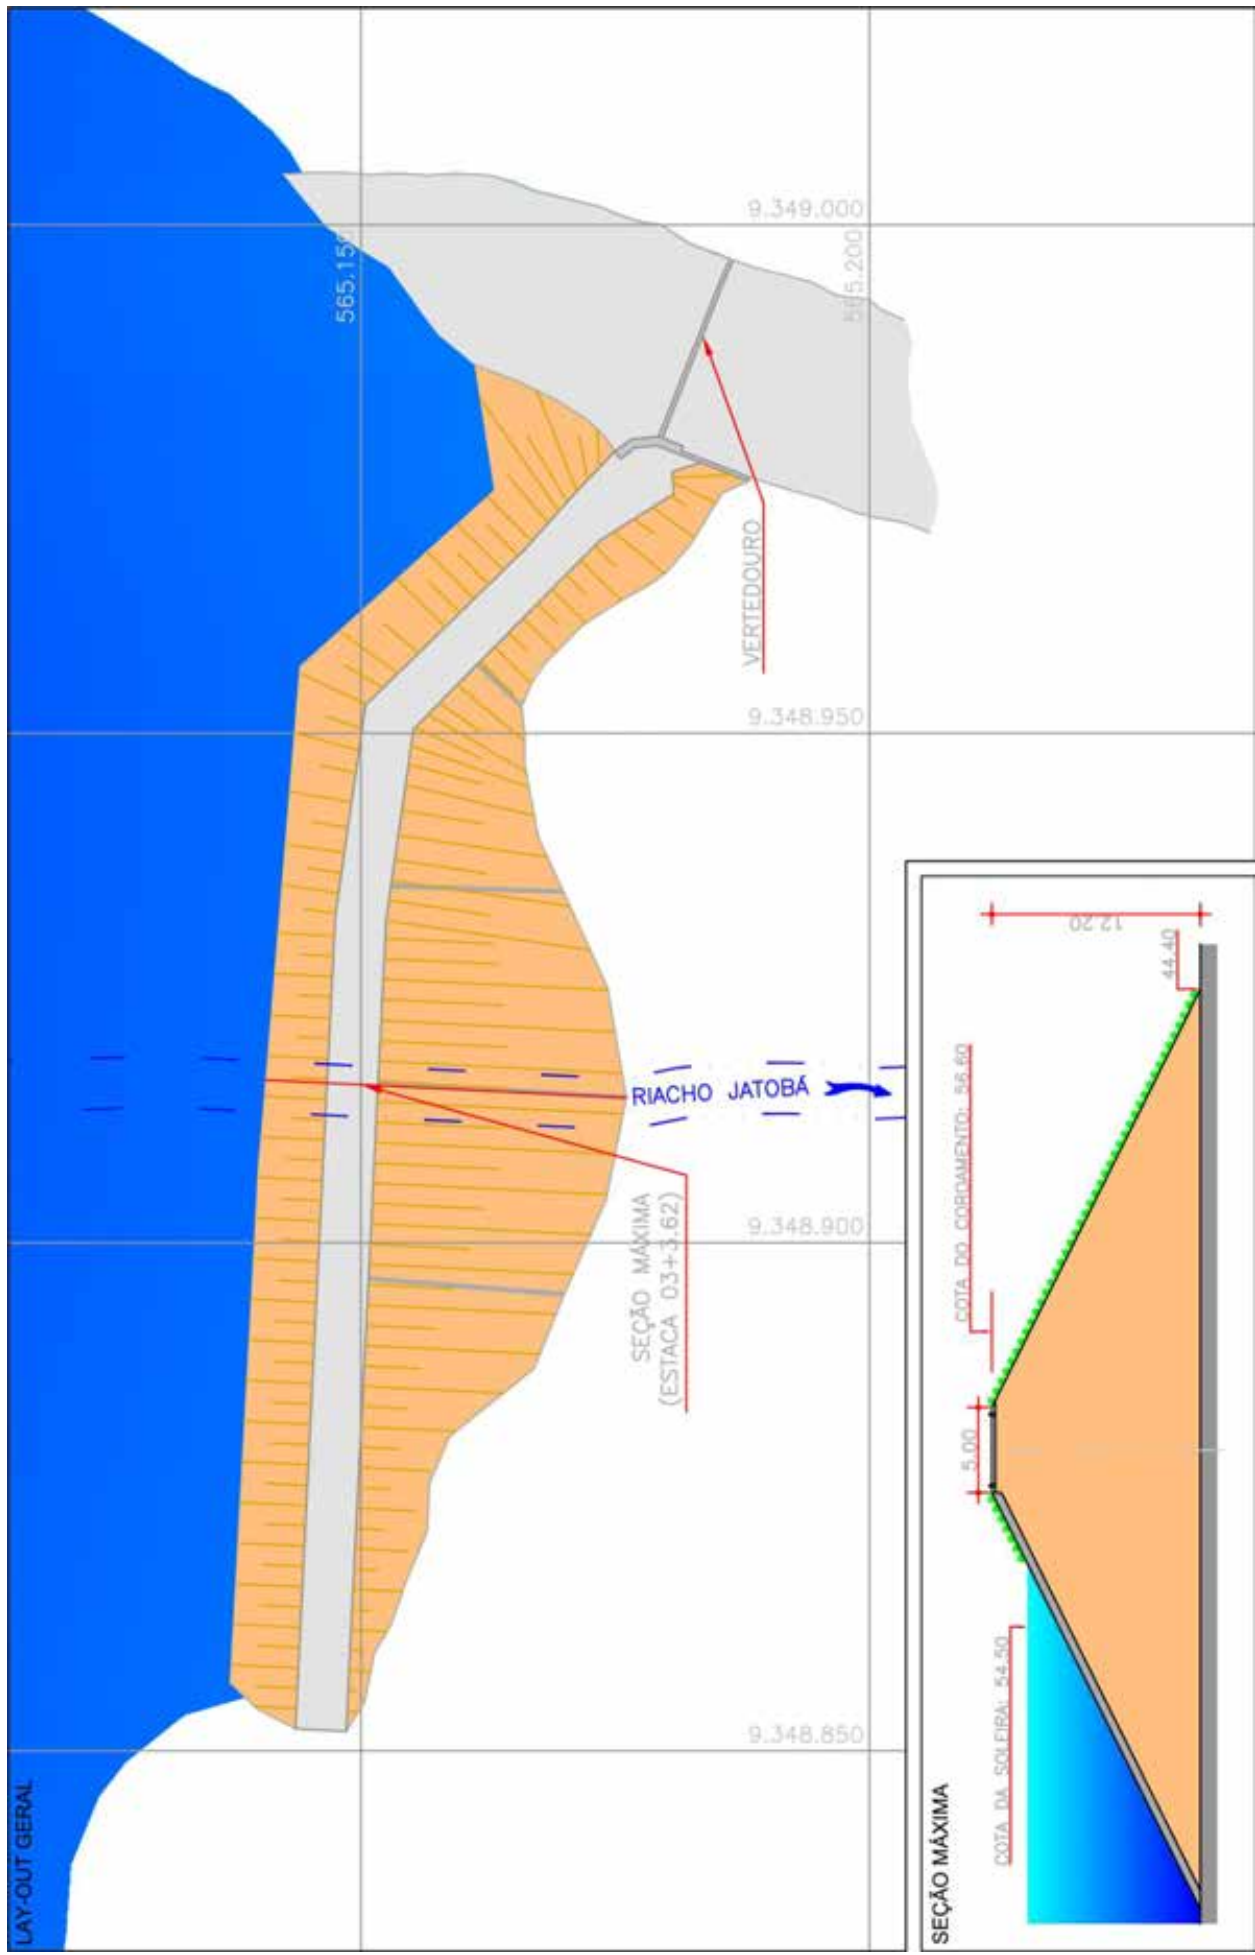 LAY-OUT GERAL
565.150
9.349.000
565.200
VERTEDOURO
9.348.950
RIACHO JATOBÁ
SEÇÃO MÁXIMA
(ESTACA 03+3.62)
9.348.900
9.348.850
SEÇÃO MÁXIMA
COTA DA SOLEIRA: 54.50
5.00
COTA DO COROAMENTO: 56.60
44.40
12.20